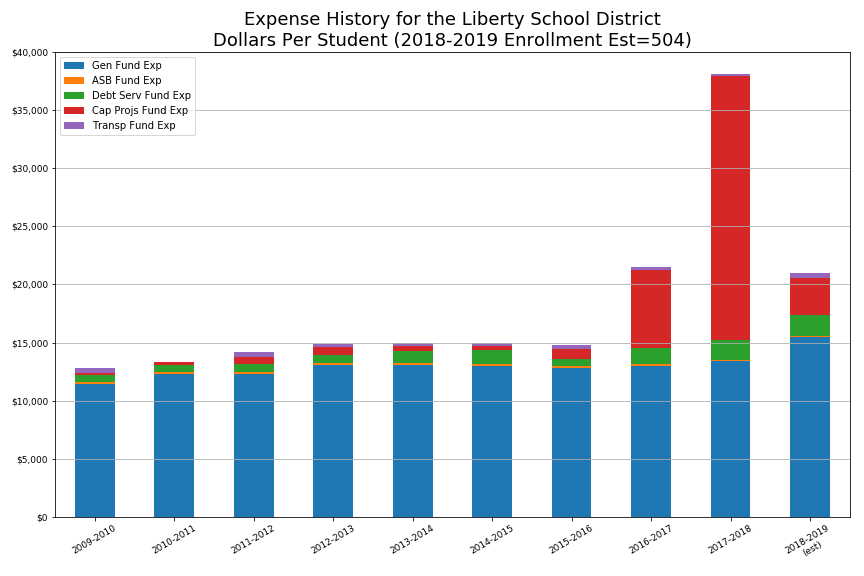 Expense History for the Liberty School District
Dollars Per Student (2018-2019 Enrollment Est=504)
$40,000
$35,000
$30,000
$25,000
$20,000
$15,000
$10,000
$5,000
$0
Gen Fund Exp
ASB Fund Exp
Debt Serv Fund Exp
Cap Projs Fund Exp
Transp Fund Exp
2009-2010
2010-2011
2011-2012
2012-2013
2013-2014
2014-2015
2015-2016
2016-2017
2017-2018
2018-2019
(est)